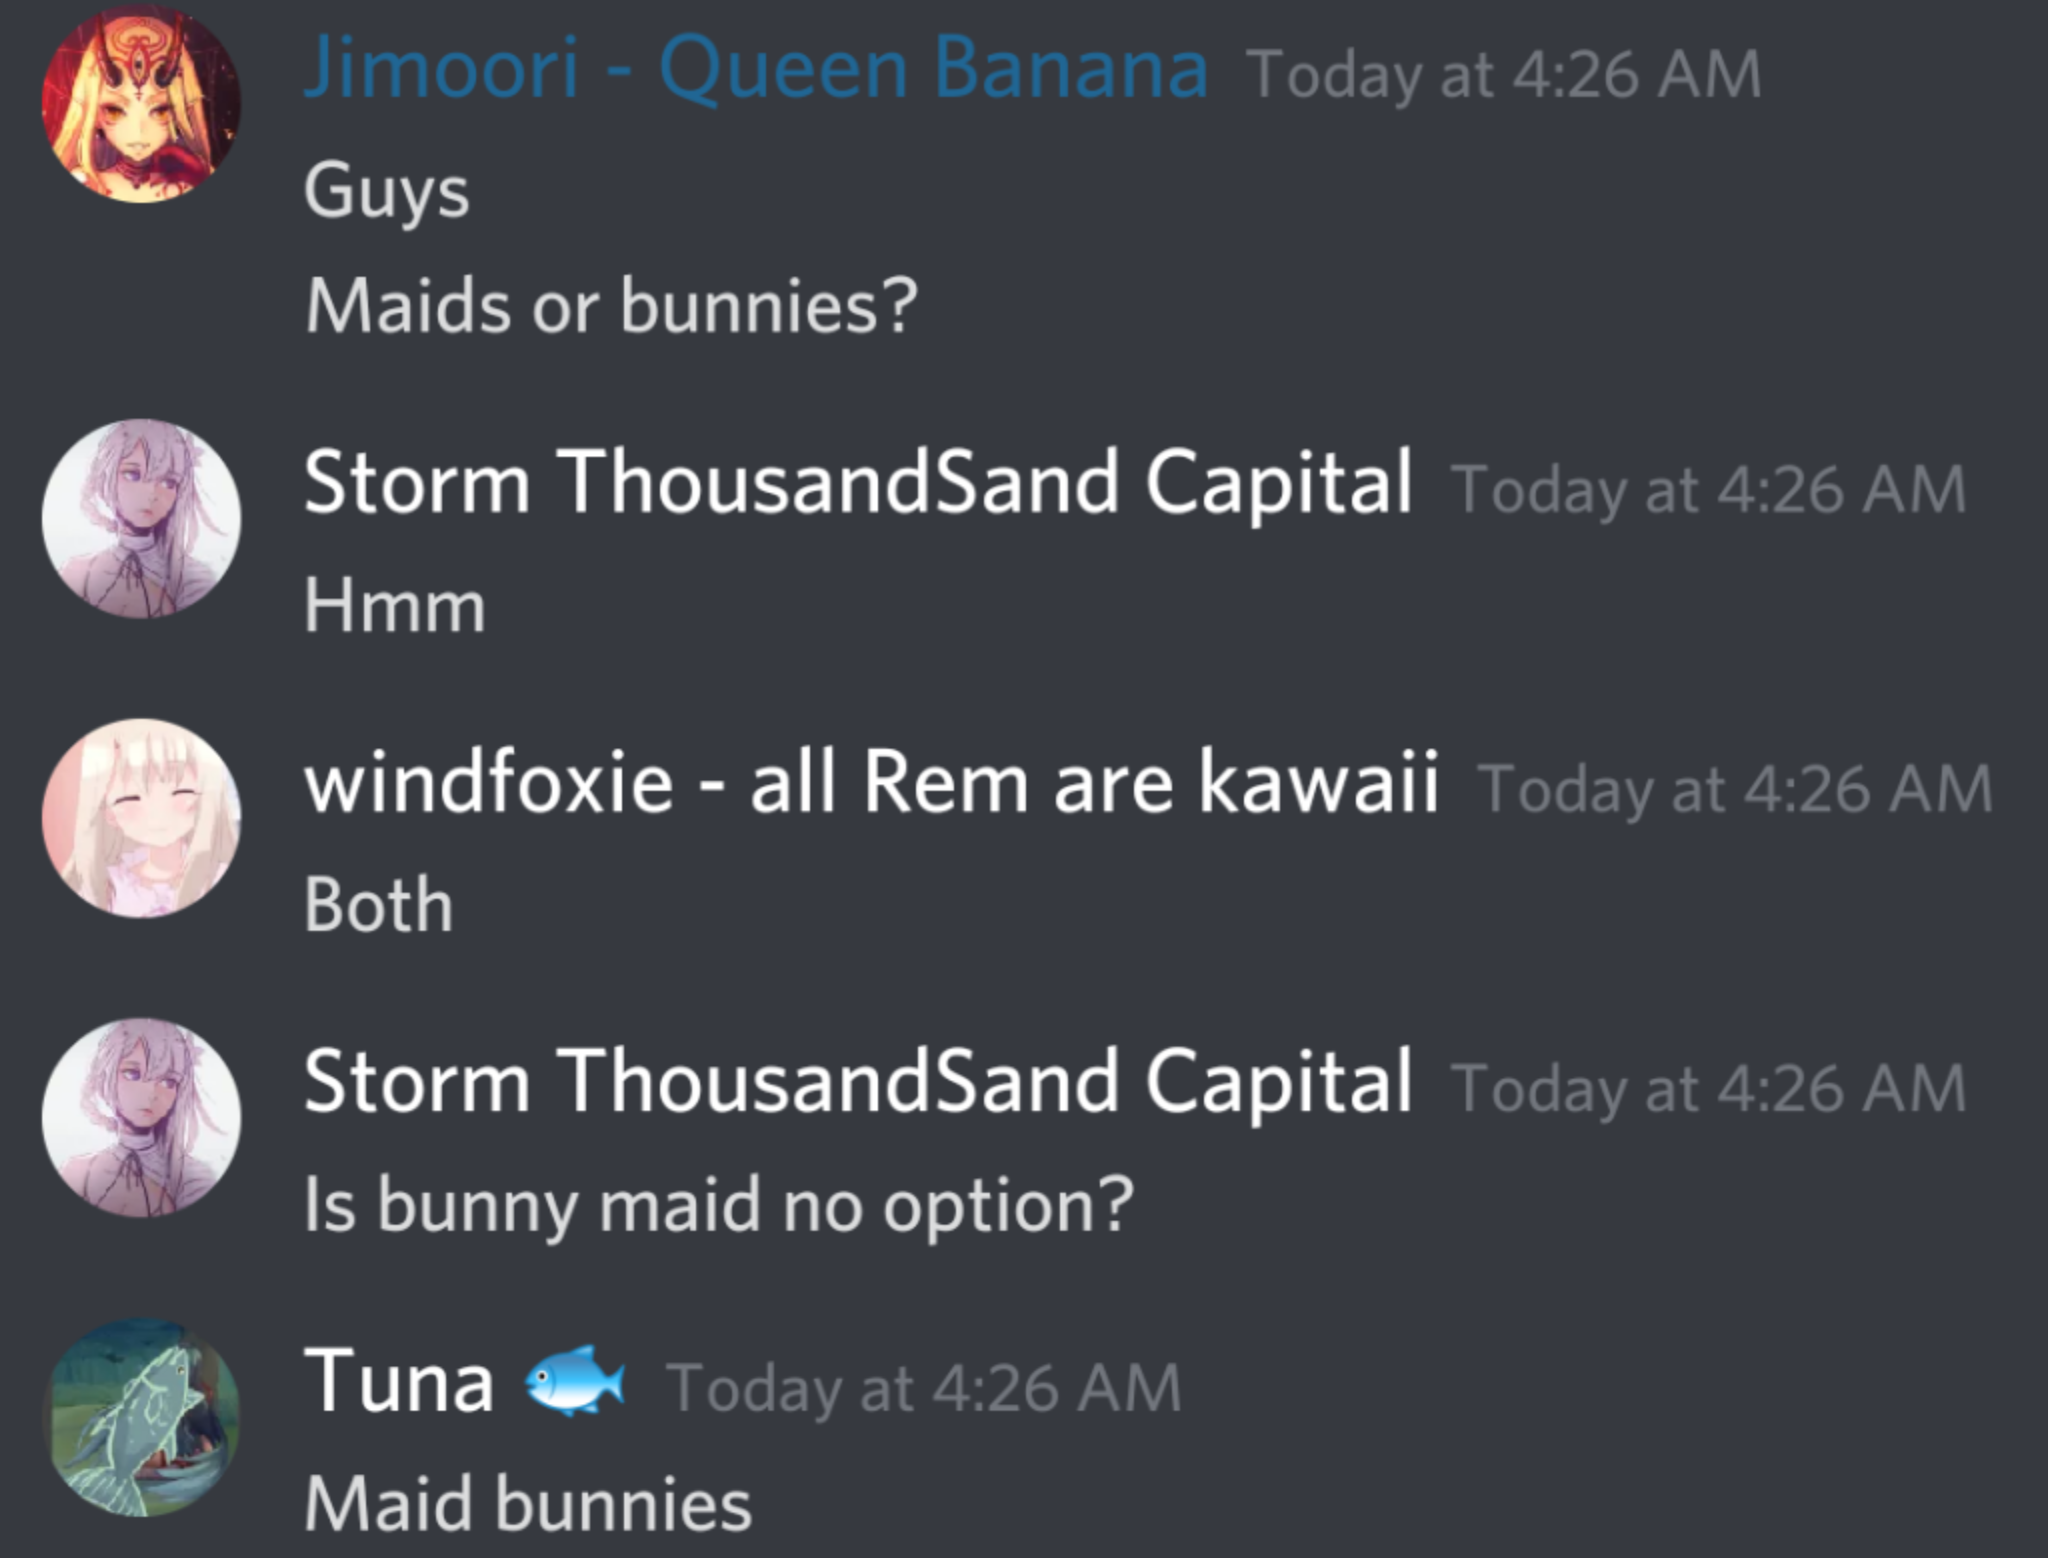 Jimoori - Queen Banana Today at 4:26 AM
Guys
Maids or bunnies?
Storm ThousandSand Capital Today at 4:26 AM
Hmm
windfoxie - all Rem are kawaii Today at 4:26 AM
Both
Storm ThousandSand Capital Today at 4:26 AM
Is bunny maid no option?
Tuna 🐟 Today at 4:26 AM
Maid bunnies